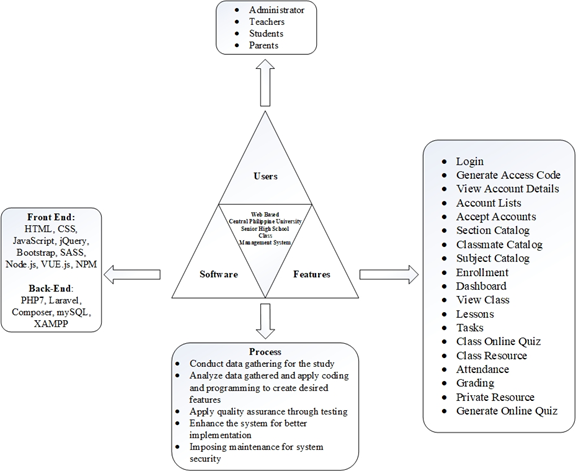 Administrator
Teachers
Students
Parents
Users
Web Based
Central Philippine University
Senior High School
Class
Management System
Software
Features
Front End:
HTML, CSS,
JavaScript, jQuery,
Bootstrap, SASS,
Node.js, VUE.js, NPM
Back-End:
PHP7, Laravel,
Composer, mySQL,
XAMPP
Login
Generate Access Code
View Account Details
Account Lists
Accept Accounts
Section Catalog
Classmate Catalog
Subject Catalog
Enrollment
Dashboard
View Class
Lessons
Tasks
Class Online Quiz
Class Resource
Attendance
Grading
Private Resource
Generate Online Quiz
Process
Conduct data gathering for the study
Analyze data gathered and apply coding
and programming to create desired
features
Apply quality assurance through testing
Enhance the system for better
implementation
Imposing maintenance for system
security